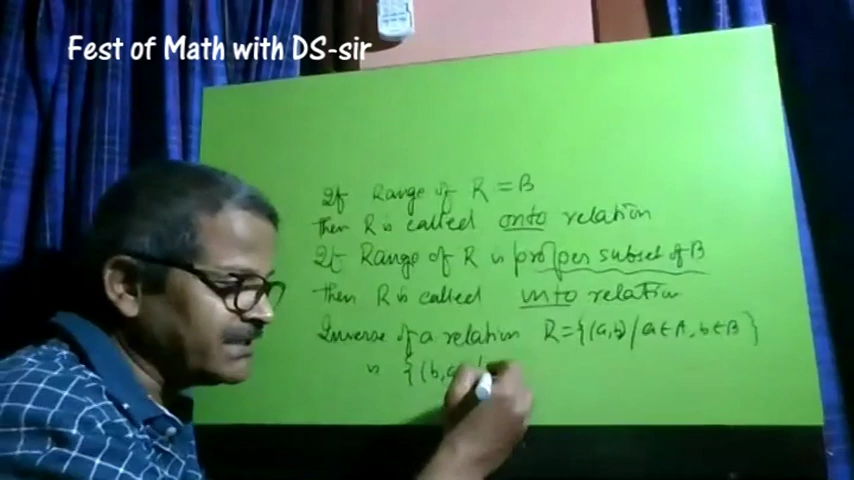 Fest of Math with DS-sir
If Range of R = B
then R is called onto relation
If Range of R is proper subset of B
then R is called into relation
Inverse of a relation R={(a,b)/a∈A, b∈B}
is {(b,a)